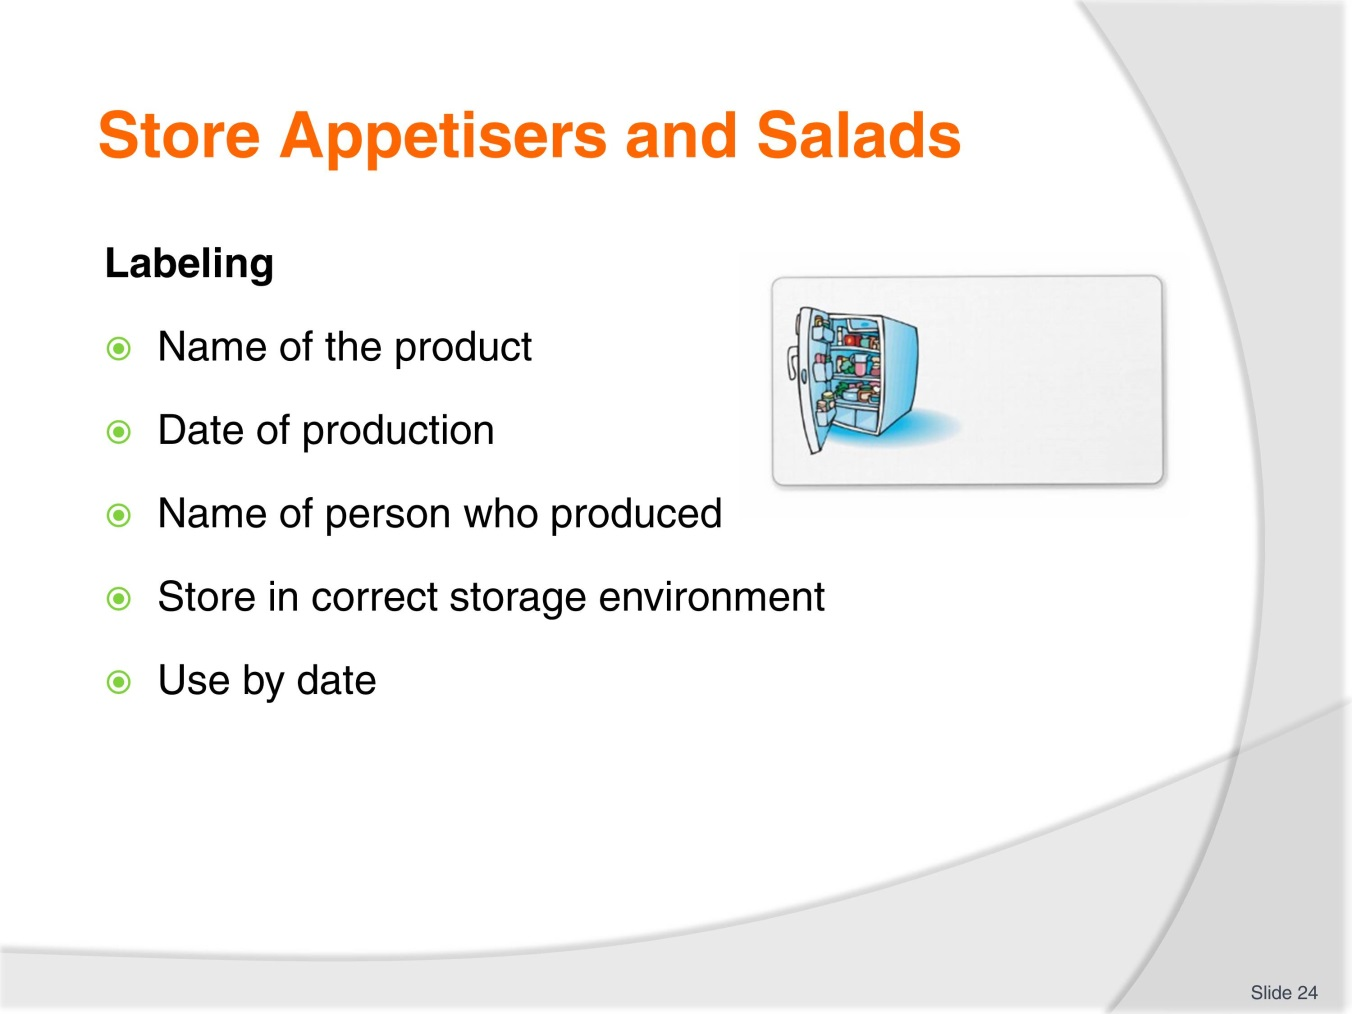 Store Appetisers and Salads
Labeling
Name of the product
Date of production
Name of person who produced
Store in correct storage environment
Use by date
Slide 24